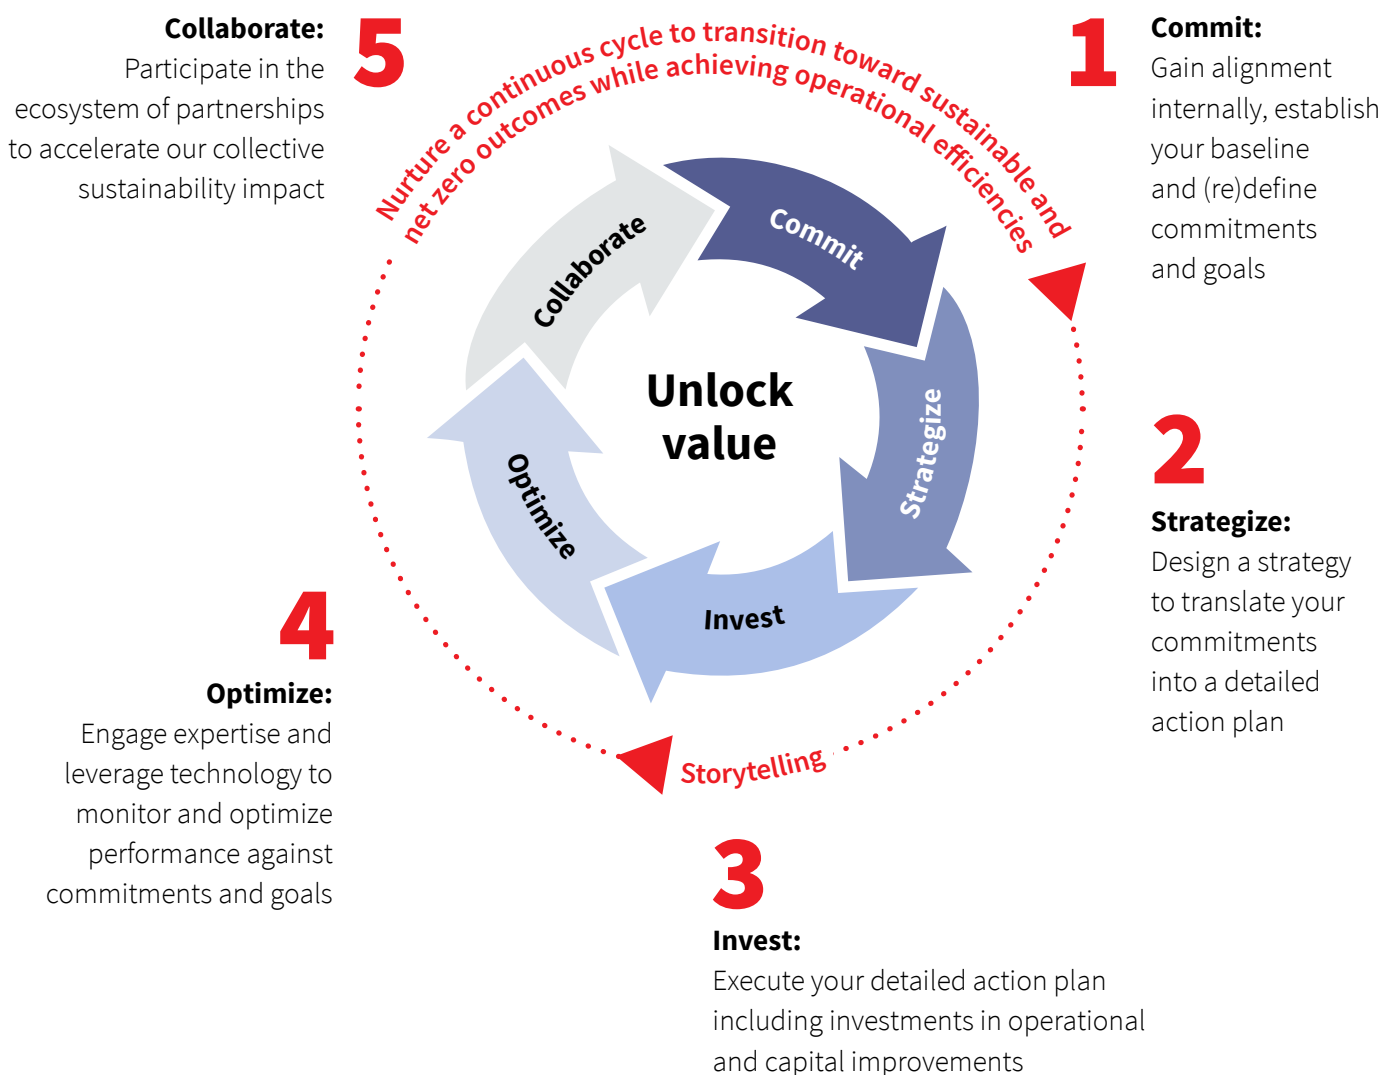 Nurture a continuous cycle to transition toward sustainable and
net zero outcomes while achieving operational efficiencies
1
Commit:
Gain alignment
internally, establish
your baseline
and (re)define
commitments
and goals
2
Strategize:
Design a strategy
to translate your
commitments
into a detailed
action plan
3
Invest:
Execute your detailed action plan
including investments in operational
and capital improvements
4
Optimize:
Engage expertise and
leverage technology to
monitor and optimize
performance against
commitments and goals
5
Collaborate:
Participate in the
ecosystem of partnerships
to accelerate our collective
sustainability impact
Commit
Strategize
Invest
Optimize
Collaborate
Unlock
value
Storytelling